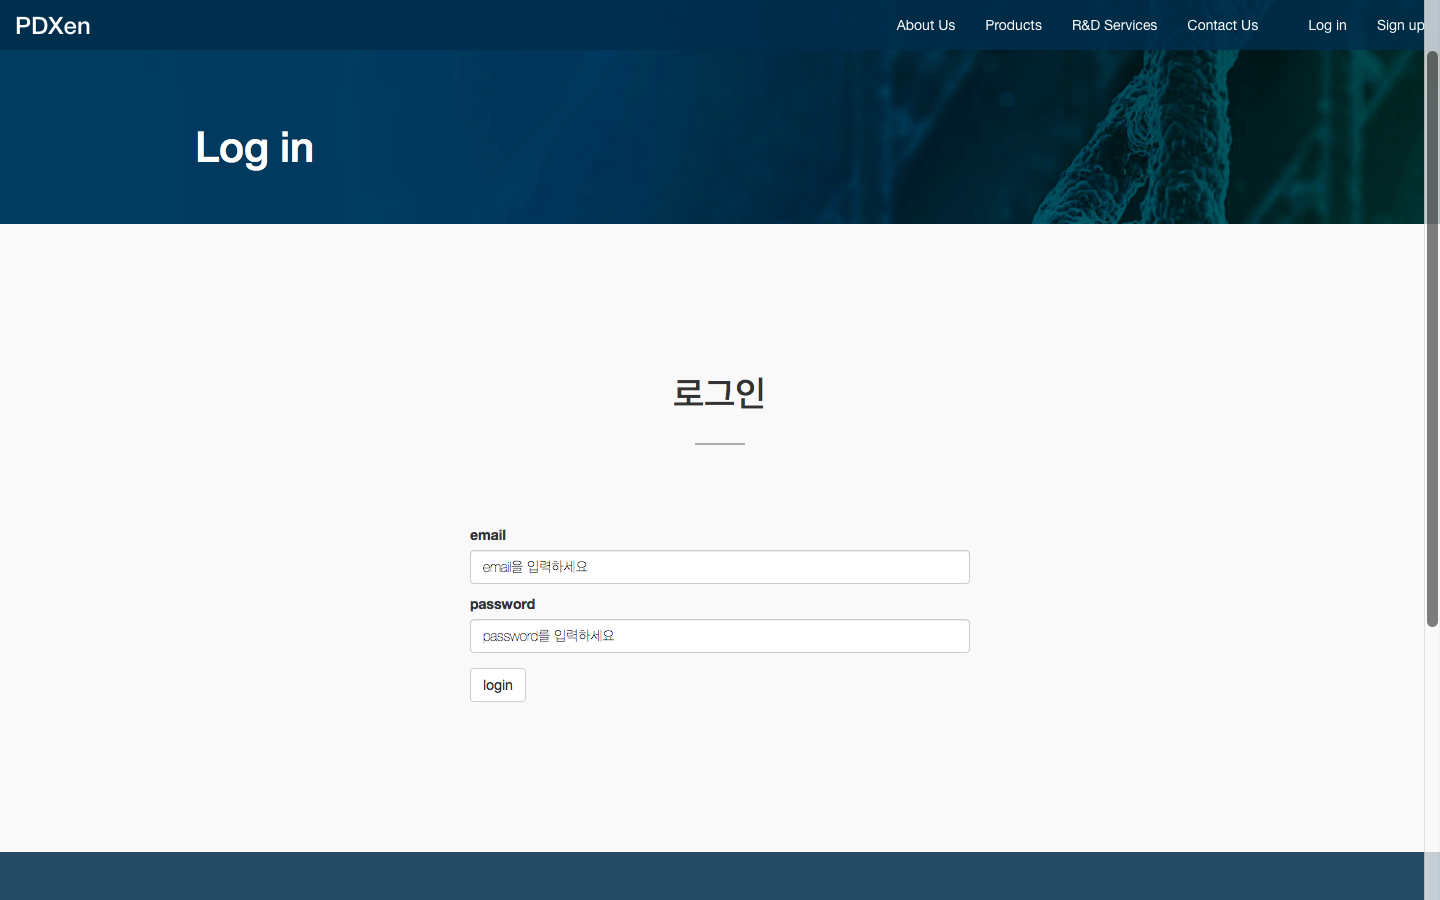 PDXen
About Us
Products
R&D Services
Contact Us
Log in
Sign up
Log in
로그인
email
email을 입력하세요
password
password를 입력하세요
login